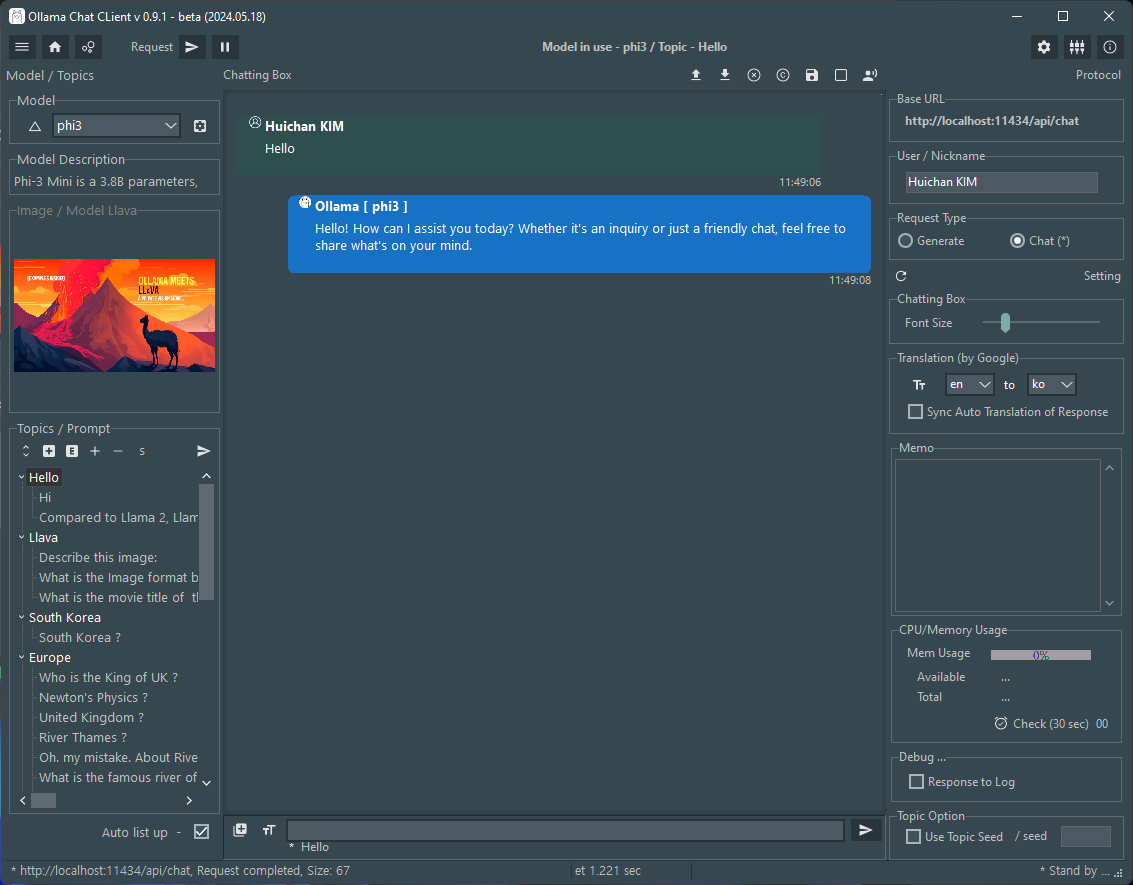 Ollama Chat CLient v 0.9.1 - beta (2024.05.18)
Request
Model in use - phi3 / Topic - Hello
Model / Topics
Chatting Box
Protocol
Model
phi3
Model Description
Phi-3 Mini is a 3.8B parameters,
Image / Model Llava
(EXAMPLES INSIDE!)
OLLAMA MEETS
LLaVA
Topics / Prompt
S
Hello
Hi
Compared to Llama 2, Llam
Llava
Describe this image:
What is the Image format b
What is the movie title of
South Korea
South Korea ?
Europe
Who is the King of UK ?
Newton's Physics ?
United Kingdom ?
River Thames ?
Oh. my mistake. About Rive
What is the famous river of
Auto list up -
Huichan KIM
Hello
11:49:06
Ollama [ phi3 ]
Hello! How can I assist you today? Whether it's an inquiry or just a friendly chat, feel free to
share what's on your mind.
11:49:08
* Hello
Base URL
http://localhost:11434/api/chat
User / Nickname
Huichan KIM
Request Type
Generate
Chat (*)
Setting
Chatting Box
Font Size
Translation (by Google)
en to ko
Sync Auto Translation of Response
Memo
CPU/Memory Usage
Mem Usage 0%
Available ...
Total ...
Check (30 sec) 00
Debug ...
Response to Log
Topic Option
Use Topic Seed / seed
* http://localhost:11434/api/chat, Request completed, Size: 67
et 1.221 sec
* Stand by ...